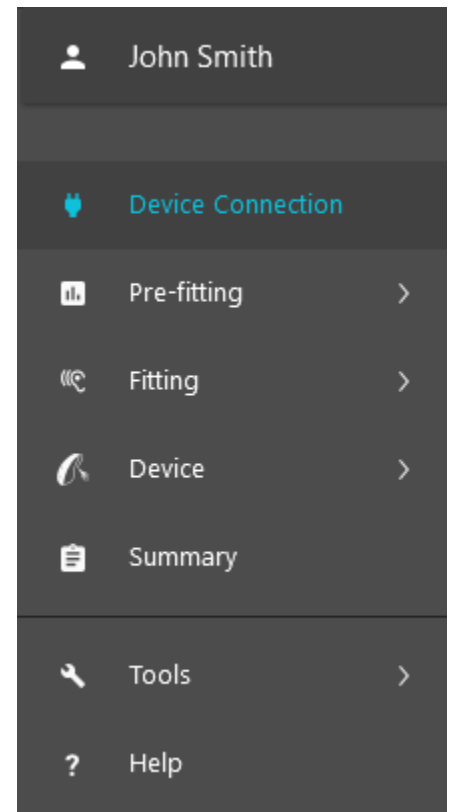 John Smith
Device Connection
Pre-fitting
Fitting
Device
Summary
Tools
Help